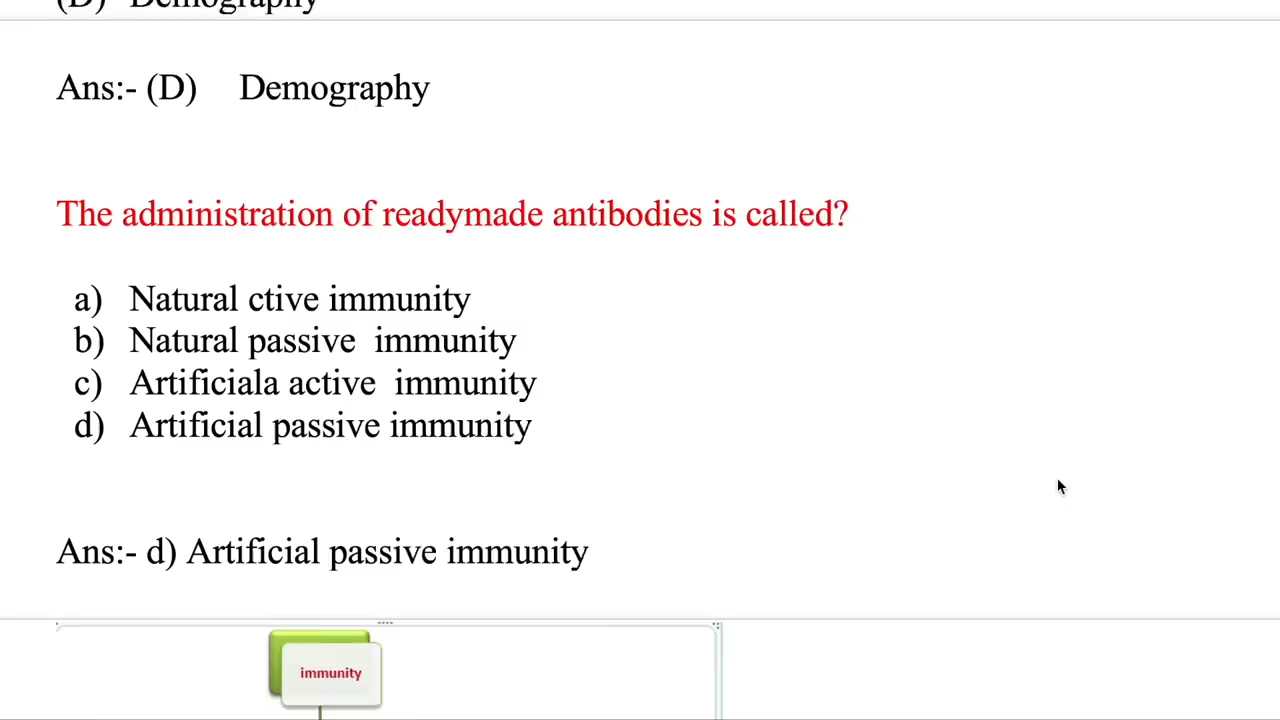 (D) Demography
Ans:- (D) Demography
The administration of readymade antibodies is called?
a) Natural ctive immunity
b) Natural passive immunity
c) Artificiala active immunity
d) Artificial passive immunity
Ans:- d) Artificial passive immunity
immunity